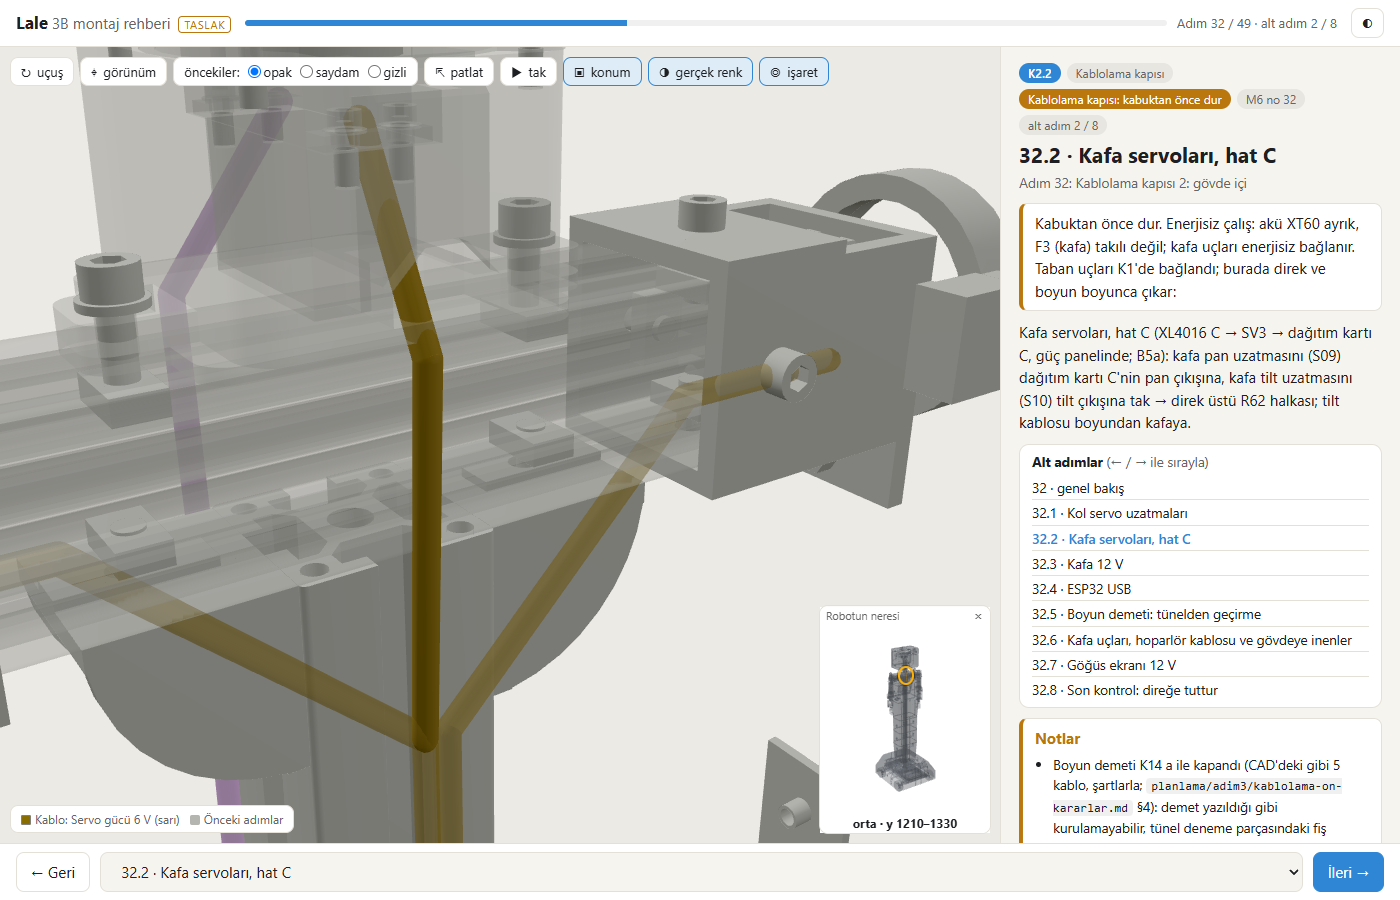 Lale 3B montaj rehberi TASLAK
Adım 32 / 49 · alt adım 2 / 8
uçuş
görünüm
öncekiler: opak saydam gizli
patlat
tak
konum
gerçek renk
işaret
K2.2 Kablolama kapısı
Kablolama kapısı: kabuktan önce dur M6 no 32
alt adım 2 / 8
32.2 · Kafa servoları, hat C
Adım 32: Kablolama kapısı 2: gövde içi
Kabuktan önce dur. Enerjisiz çalış: akü XT60 ayrık,
F3 (kafa) takılı değil; kafa uçları enerjisiz bağlanır.
Taban uçları K1'de bağlandı; burada direk ve
boyun boyunca çıkar:
Kafa servoları, hat C (XL4016 C → SV3 → dağıtım kartı
C, güç panelinde; B5a): kafa pan uzatmasını (S09)
dağıtım kartı C'nin pan çıkışına, kafa tilt uzatmasını
(S10) tilt çıkışına tak → direk üstü R62 halkası; tilt
kablosu boyundan kafaya.
Alt adımlar (← / → ile sırayla)
32 · genel bakış
32.1 · Kol servo uzatmaları
32.2 · Kafa servoları, hat C
32.3 · Kafa 12 V
32.4 · ESP32 USB
32.5 · Boyun demeti: tünelden geçirme
32.6 · Kafa uçları, hoparlör kablosu ve gövdeye inenler
32.7 · Göğüs ekranı 12 V
32.8 · Son kontrol: direğe tuttur
Notlar
• Boyun demeti K14 a ile kapandı (CAD'deki gibi 5
kablo, şartlarla; planlama/adim3/kablolama-on-
kararlar.md §4): demet yazıldığı gibi
kurulamayabilir, tünel deneme parçasındaki fiş
Robotun neresi ×
orta · y 1210–1330
Kablo: Servo gücü 6 V (sarı) Önceki adımlar
← Geri
32.2 · Kafa servoları, hat C
İleri →